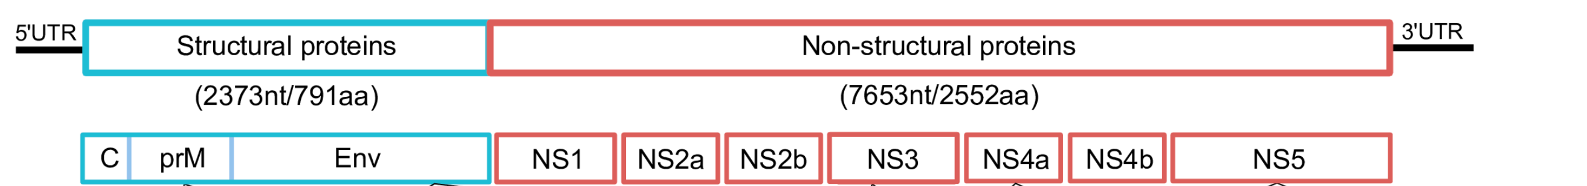 5'UTR Structural proteins Non-structural proteins 3'UTR
(2373nt/791aa) (7653nt/2552aa)
C prM Env NS1 NS2a NS2b NS3 NS4a NS4b NS5